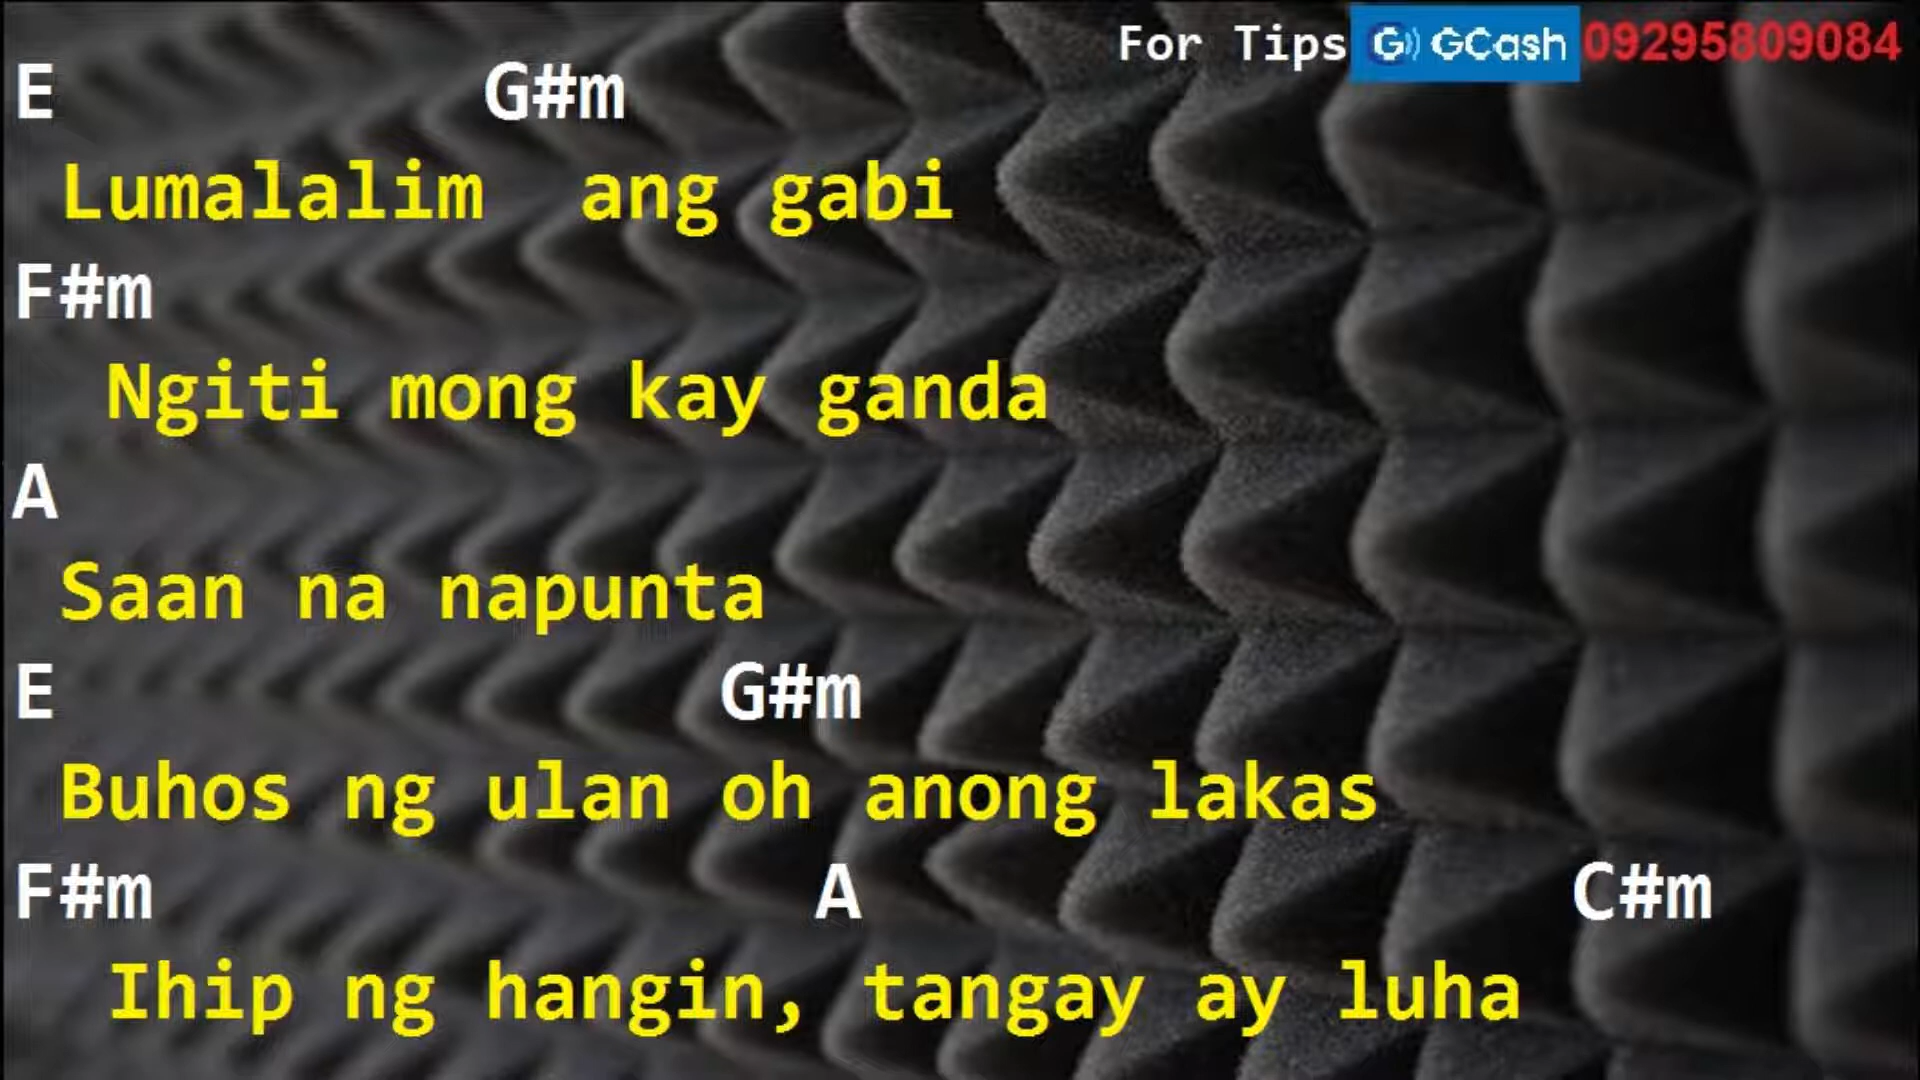 For Tips GCash 09295809084
E G#m
Lumalalim ang gabi
F#m
Ngiti mong kay ganda
A
Saan na napunta
E G#m
Buhos ng ulan oh anong lakas
F#m A C#m
Ihip ng hangin, tangay ay luha